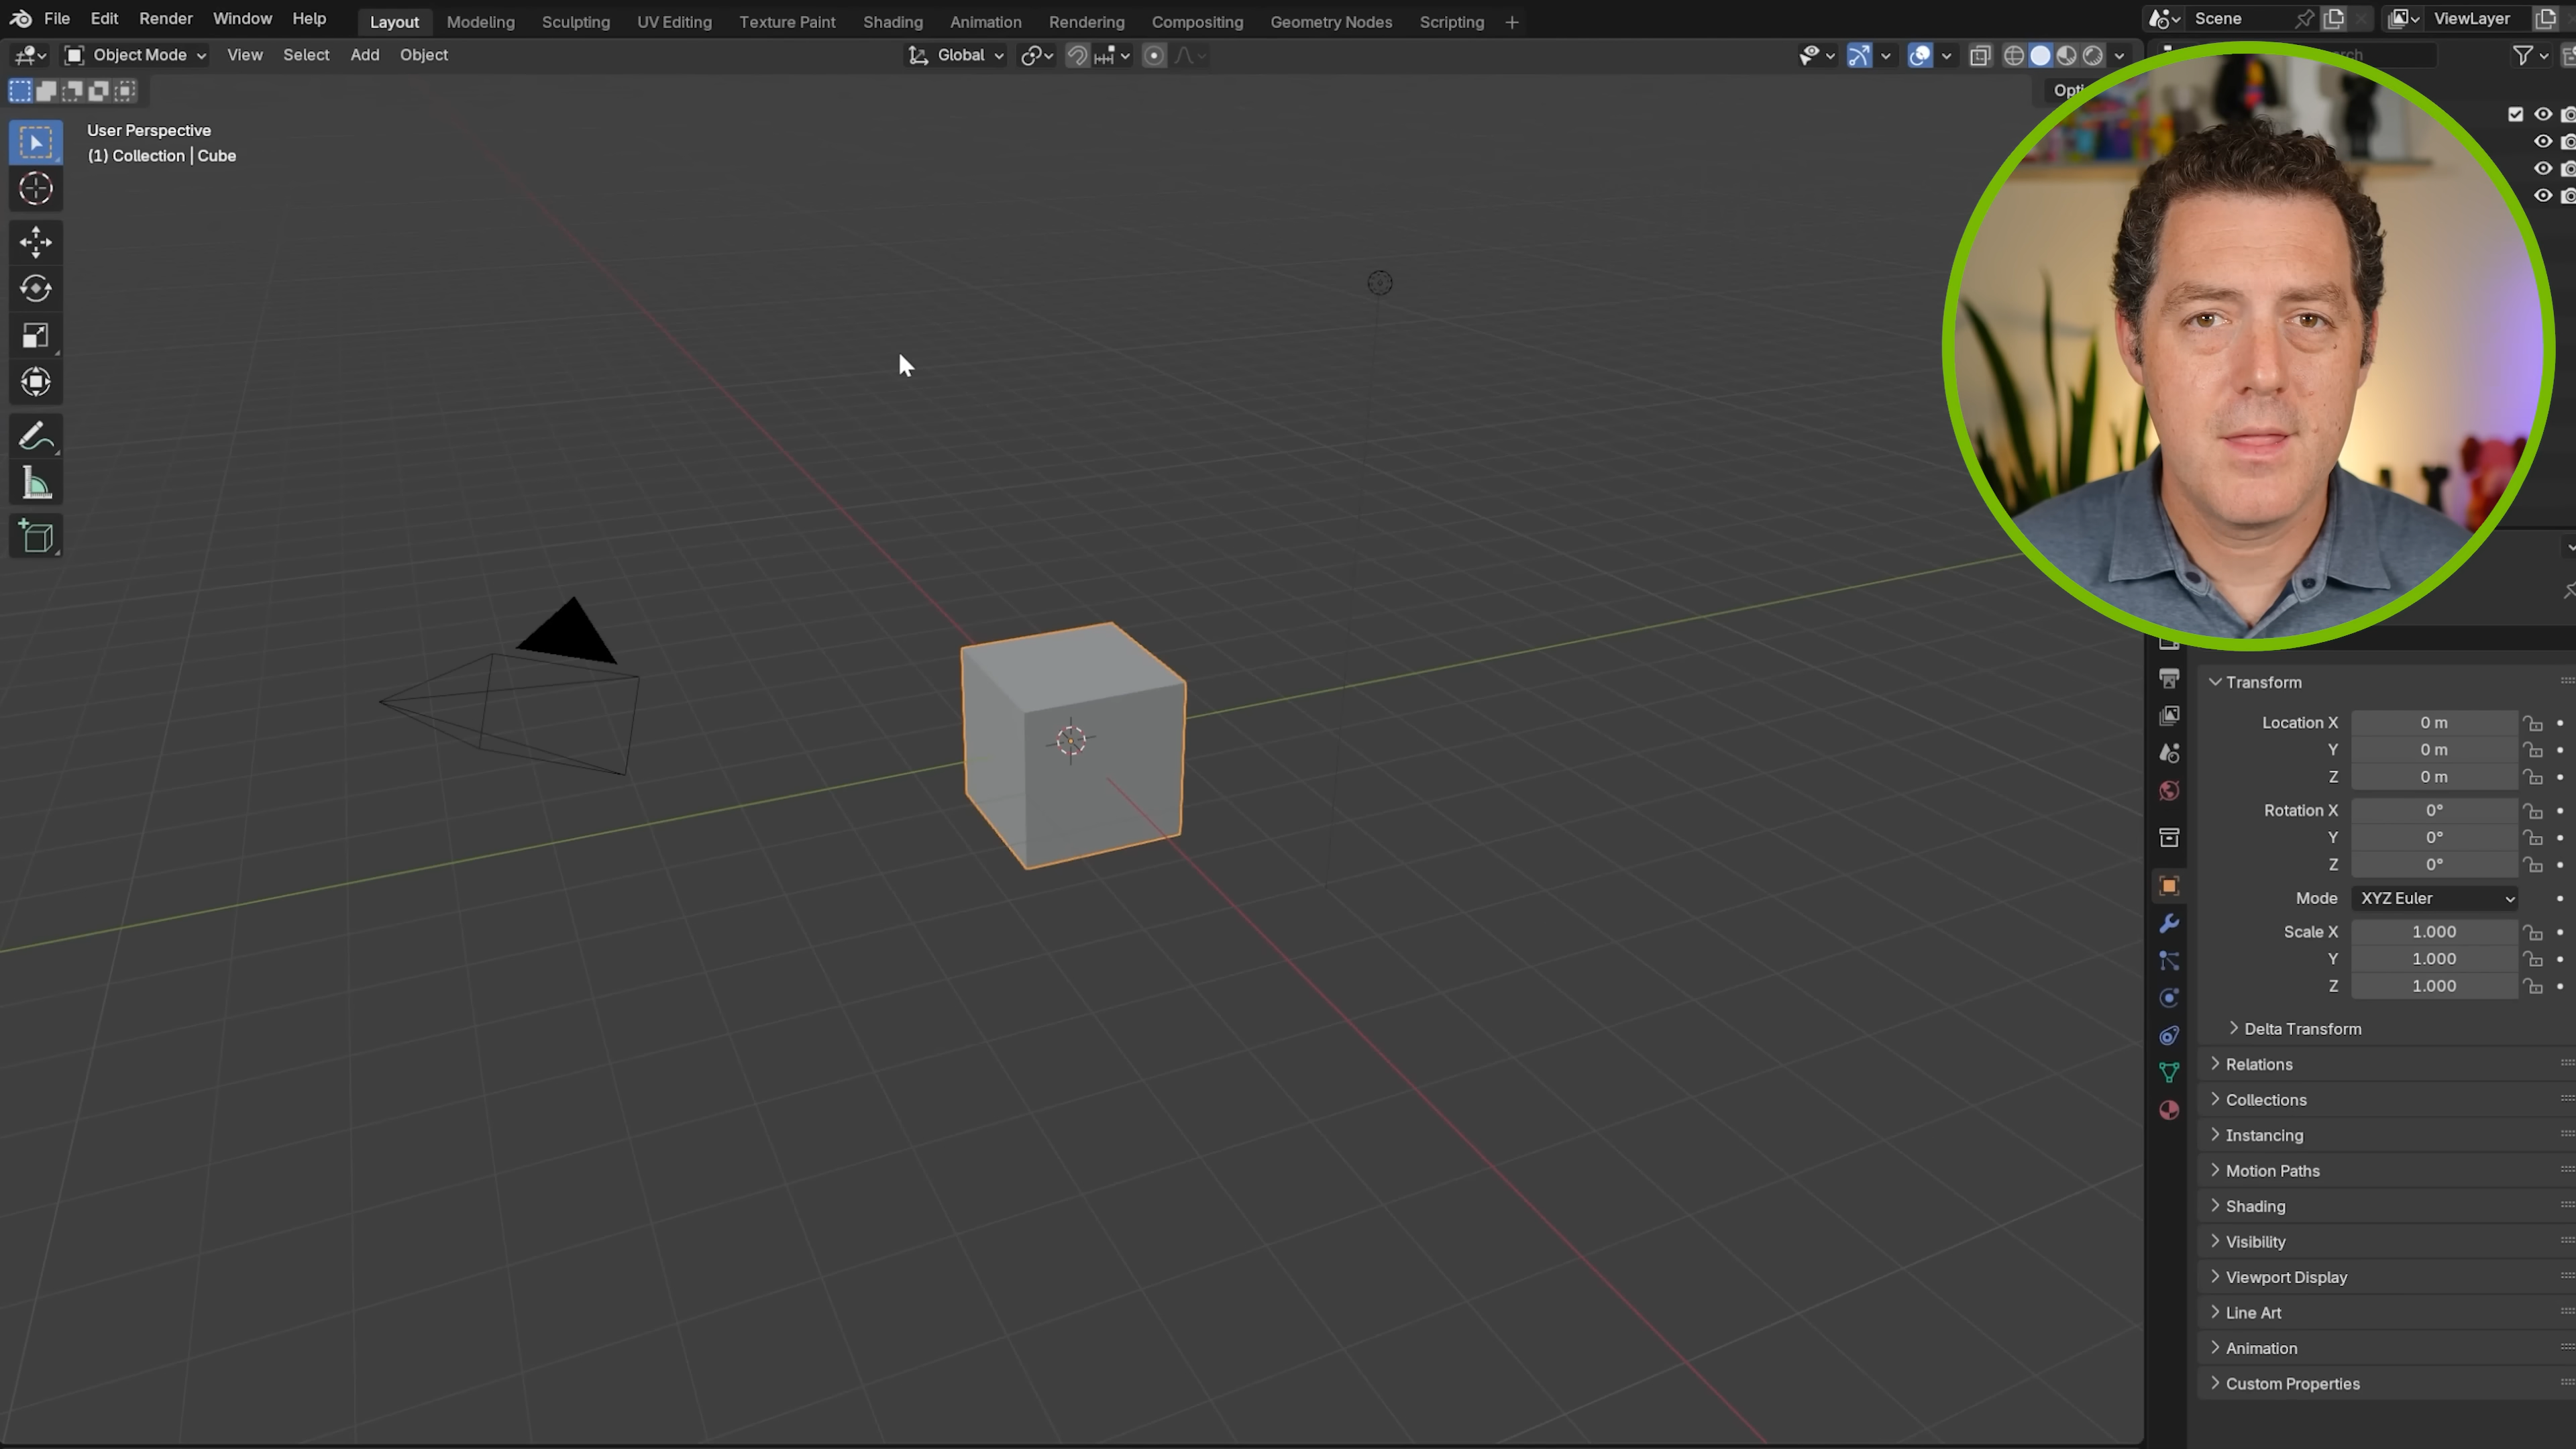 File Edit Render Window Help Layout Modeling Sculpting UV Editing Texture Paint Shading Animation Rendering Compositing Geometry Nodes Scripting + Scene ViewLayer
Object Mode View Select Add Object Global
User Perspective
(1) Collection | Cube
Transform
Location X 0 m
Y 0 m
Z 0 m
Rotation X 0°
Y 0°
Z 0°
Mode XYZ Euler
Scale X 1.000
Y 1.000
Z 1.000
Delta Transform
Relations
Collections
Instancing
Motion Paths
Shading
Visibility
Viewport Display
Line Art
Animation
Custom Properties